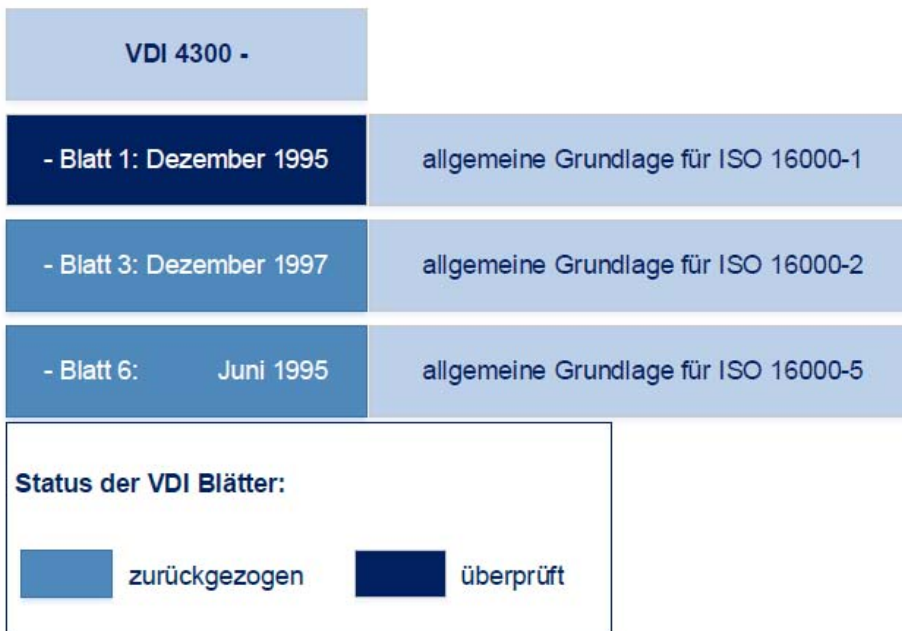 VDI 4300 -
- Blatt 1: Dezember 1995 allgemeine Grundlage für ISO 16000-1
- Blatt 3: Dezember 1997 allgemeine Grundlage für ISO 16000-2
- Blatt 6: Juni 1995 allgemeine Grundlage für ISO 16000-5
Status der VDI Blätter:
zurückgezogen überprüft